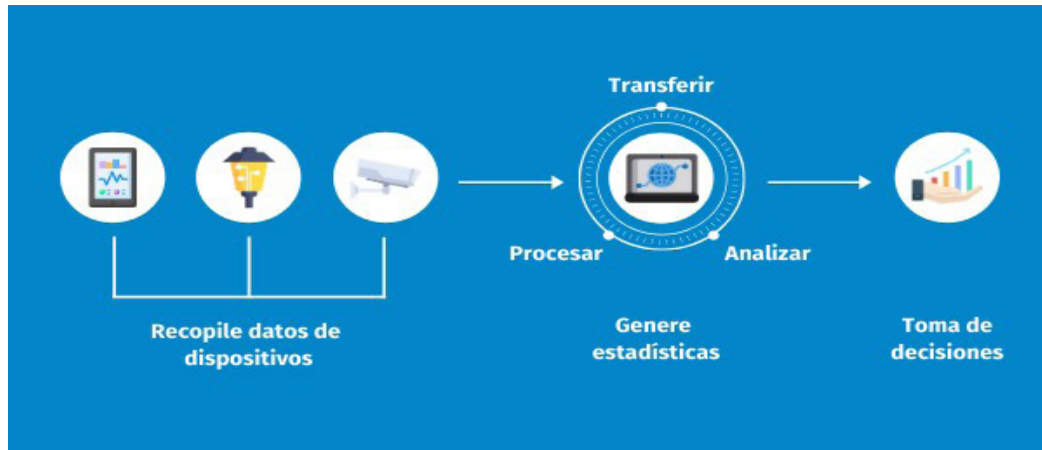 Transferir
Procesar
Analizar
Recopile datos de
dispositivos
Genere
estadísticas
Toma de
decisiones